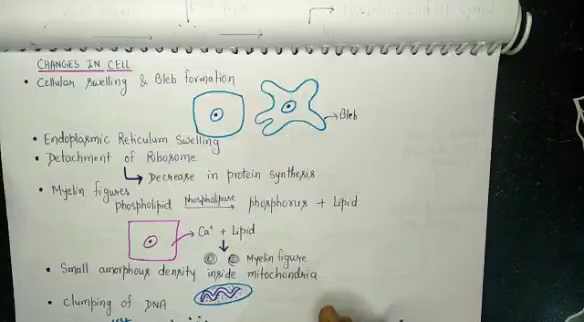 CHANGES IN CELL
• Cellular swelling & Bleb formation
Bleb
• Endoplasmic Reticulum Swelling
• Detachment of Ribosome
Decrease in protein synthesis
• Myelin figures
phospholipid phospholipase phosphorus + Lipid
Ca⁺ + Lipid
Myelin figure
• Small amorphous density inside mitochondria
• Clumping of DNA